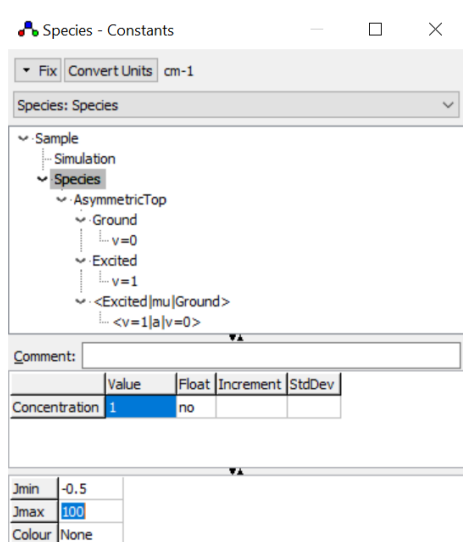 Species - Constants
Fix Convert Units cm-1
Species: Species
Sample
Simulation
Species
AsymmetricTop
Ground
v=0
Excited
v=1
<Excited|mu|Ground>
<v=1|a|v=0>
Comment:
Value Float Increment StdDev
Concentration 1 no
Jmin -0.5
Jmax 100
Colour None